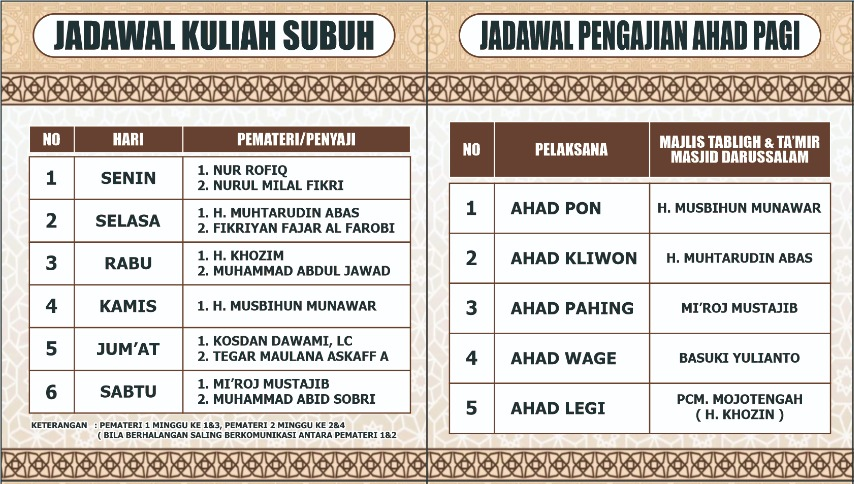 JADAWAL KULIAH SUBUH
NO HARI PEMATERI/PENYAJI
1 SENIN 1. NUR ROFIQ
2. NURUL MILAL FIKRI
2 SELASA 1. H. MUHTARUDIN ABAS
2. FIKRIYAN FAJAR AL FAROBI
3 RABU 1. H. KHOZIM
2. MUHAMMAD ABDUL JAWAD
4 KAMIS 1. H. MUSBIHUN MUNAWAR
5 JUM'AT 1. KOSDAN DAWAMI, LC
2. TEGAR MAULANA ASKAFF A
6 SABTU 1. MI'ROJ MUSTAJIB
2. MUHAMMAD ABID SOBRI
KETERANGAN : PEMATERI 1 MINGGU KE 1&3, PEMATERI 2 MINGGU KE 2&4
( BILA BERHALANGAN SALING BERKOMUNIKASI ANTARA PEMATERI 1&2
JADAWAL PENGAJIAN AHAD PAGI
NO PELAKSANA MAJLIS TABLIGH & TA'MIR
MASJID DARUSSALAM
1 AHAD PON H. MUSBIHUN MUNAWAR
2 AHAD KLIWON H. MUHTARUDIN ABAS
3 AHAD PAHING MI'ROJ MUSTAJIB
4 AHAD WAGE BASUKI YULIANTO
5 AHAD LEGI PCM. MOJOTENGAH
( H. KHOZIN )